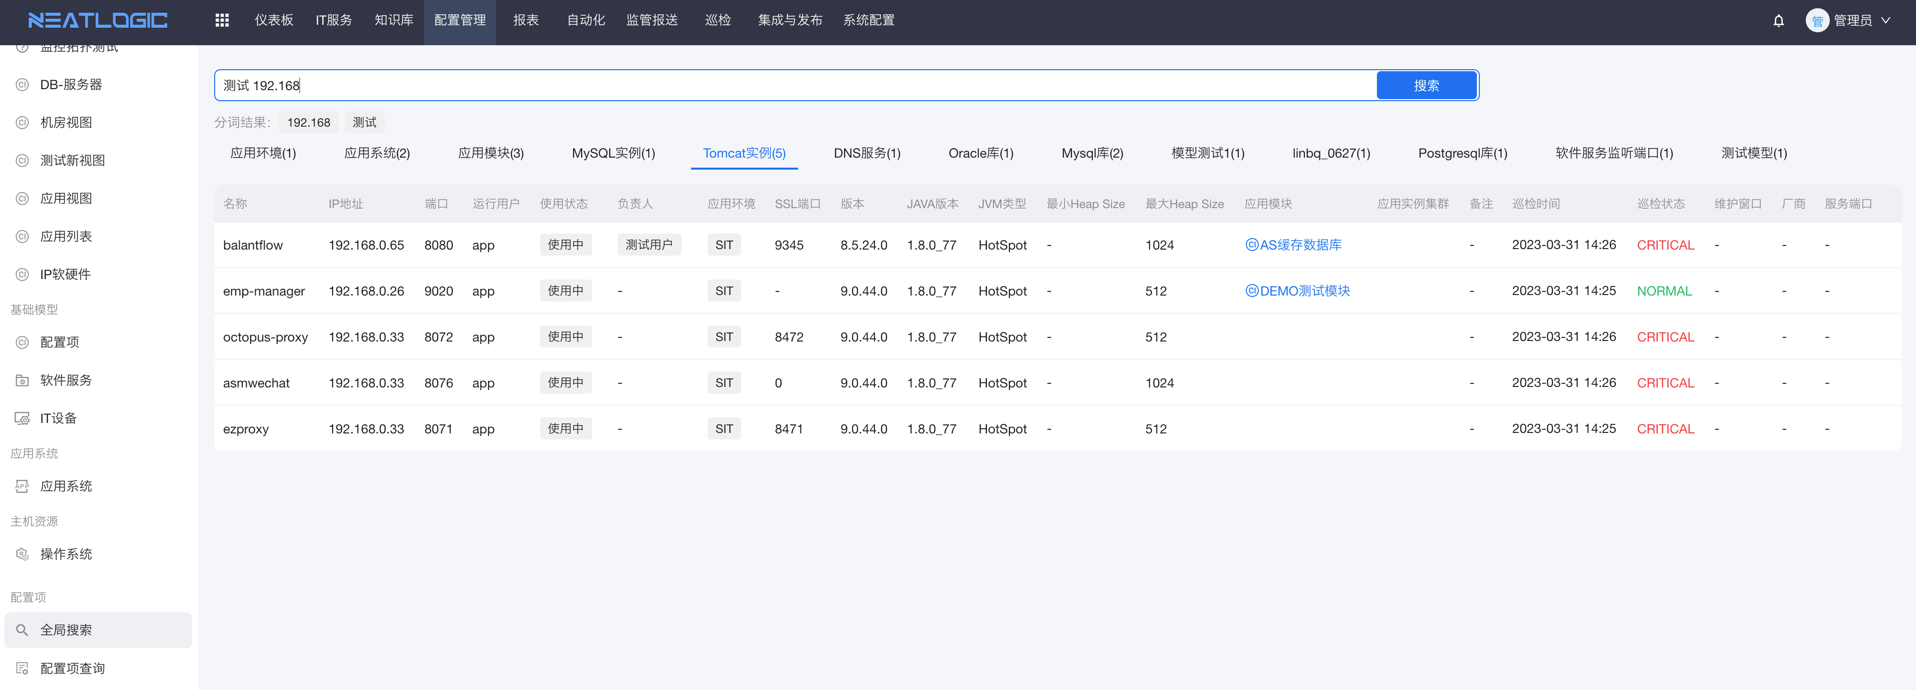 NEATLOGIC 仪表板 IT服务 知识库 配置管理 报表 自动化 监管报送 巡检 集成与发布 系统配置 管 管理员
监控拓扑测试
DB-服务器
机房视图
测试新视图
应用视图
应用列表
IP软硬件
基础模型
配置项
软件服务
IT设备
应用系统
应用系统
主机资源
操作系统
配置项
全局搜索
配置项查询
测试 192.168 搜索
分词结果: 192.168 测试
应用环境(1) 应用系统(2) 应用模块(3) MySQL实例(1) Tomcat实例(5) DNS服务(1) Oracle库(1) Mysql库(2) 模型测试1(1) linbq_0627(1) Postgresql库(1) 软件服务监听端口(1) 测试模型(1)
名称 IP地址 端口 运行用户 使用状态 负责人 应用环境 SSL端口 版本 JAVA版本 JVM类型 最小Heap Size 最大Heap Size 应用模块 应用实例集群 备注 巡检时间 巡检状态 维护窗口 厂商 服务端口
balantflow 192.168.0.65 8080 app 使用中 测试用户 SIT 9345 8.5.24.0 1.8.0_77 HotSpot - 1024 AS缓存数据库 - 2023-03-31 14:26 CRITICAL - - -
emp-manager 192.168.0.26 9020 app 使用中 - SIT - 9.0.44.0 1.8.0_77 HotSpot - 512 DEMO测试模块 - 2023-03-31 14:25 NORMAL - - -
octopus-proxy 192.168.0.33 8072 app 使用中 - SIT 8472 9.0.44.0 1.8.0_77 HotSpot - 512 - 2023-03-31 14:26 CRITICAL - - -
asmwechat 192.168.0.33 8076 app 使用中 - SIT 0 9.0.44.0 1.8.0_77 HotSpot - 1024 - 2023-03-31 14:26 CRITICAL - - -
ezproxy 192.168.0.33 8071 app 使用中 - SIT 8471 9.0.44.0 1.8.0_77 HotSpot - 512 - 2023-03-31 14:25 CRITICAL - - -